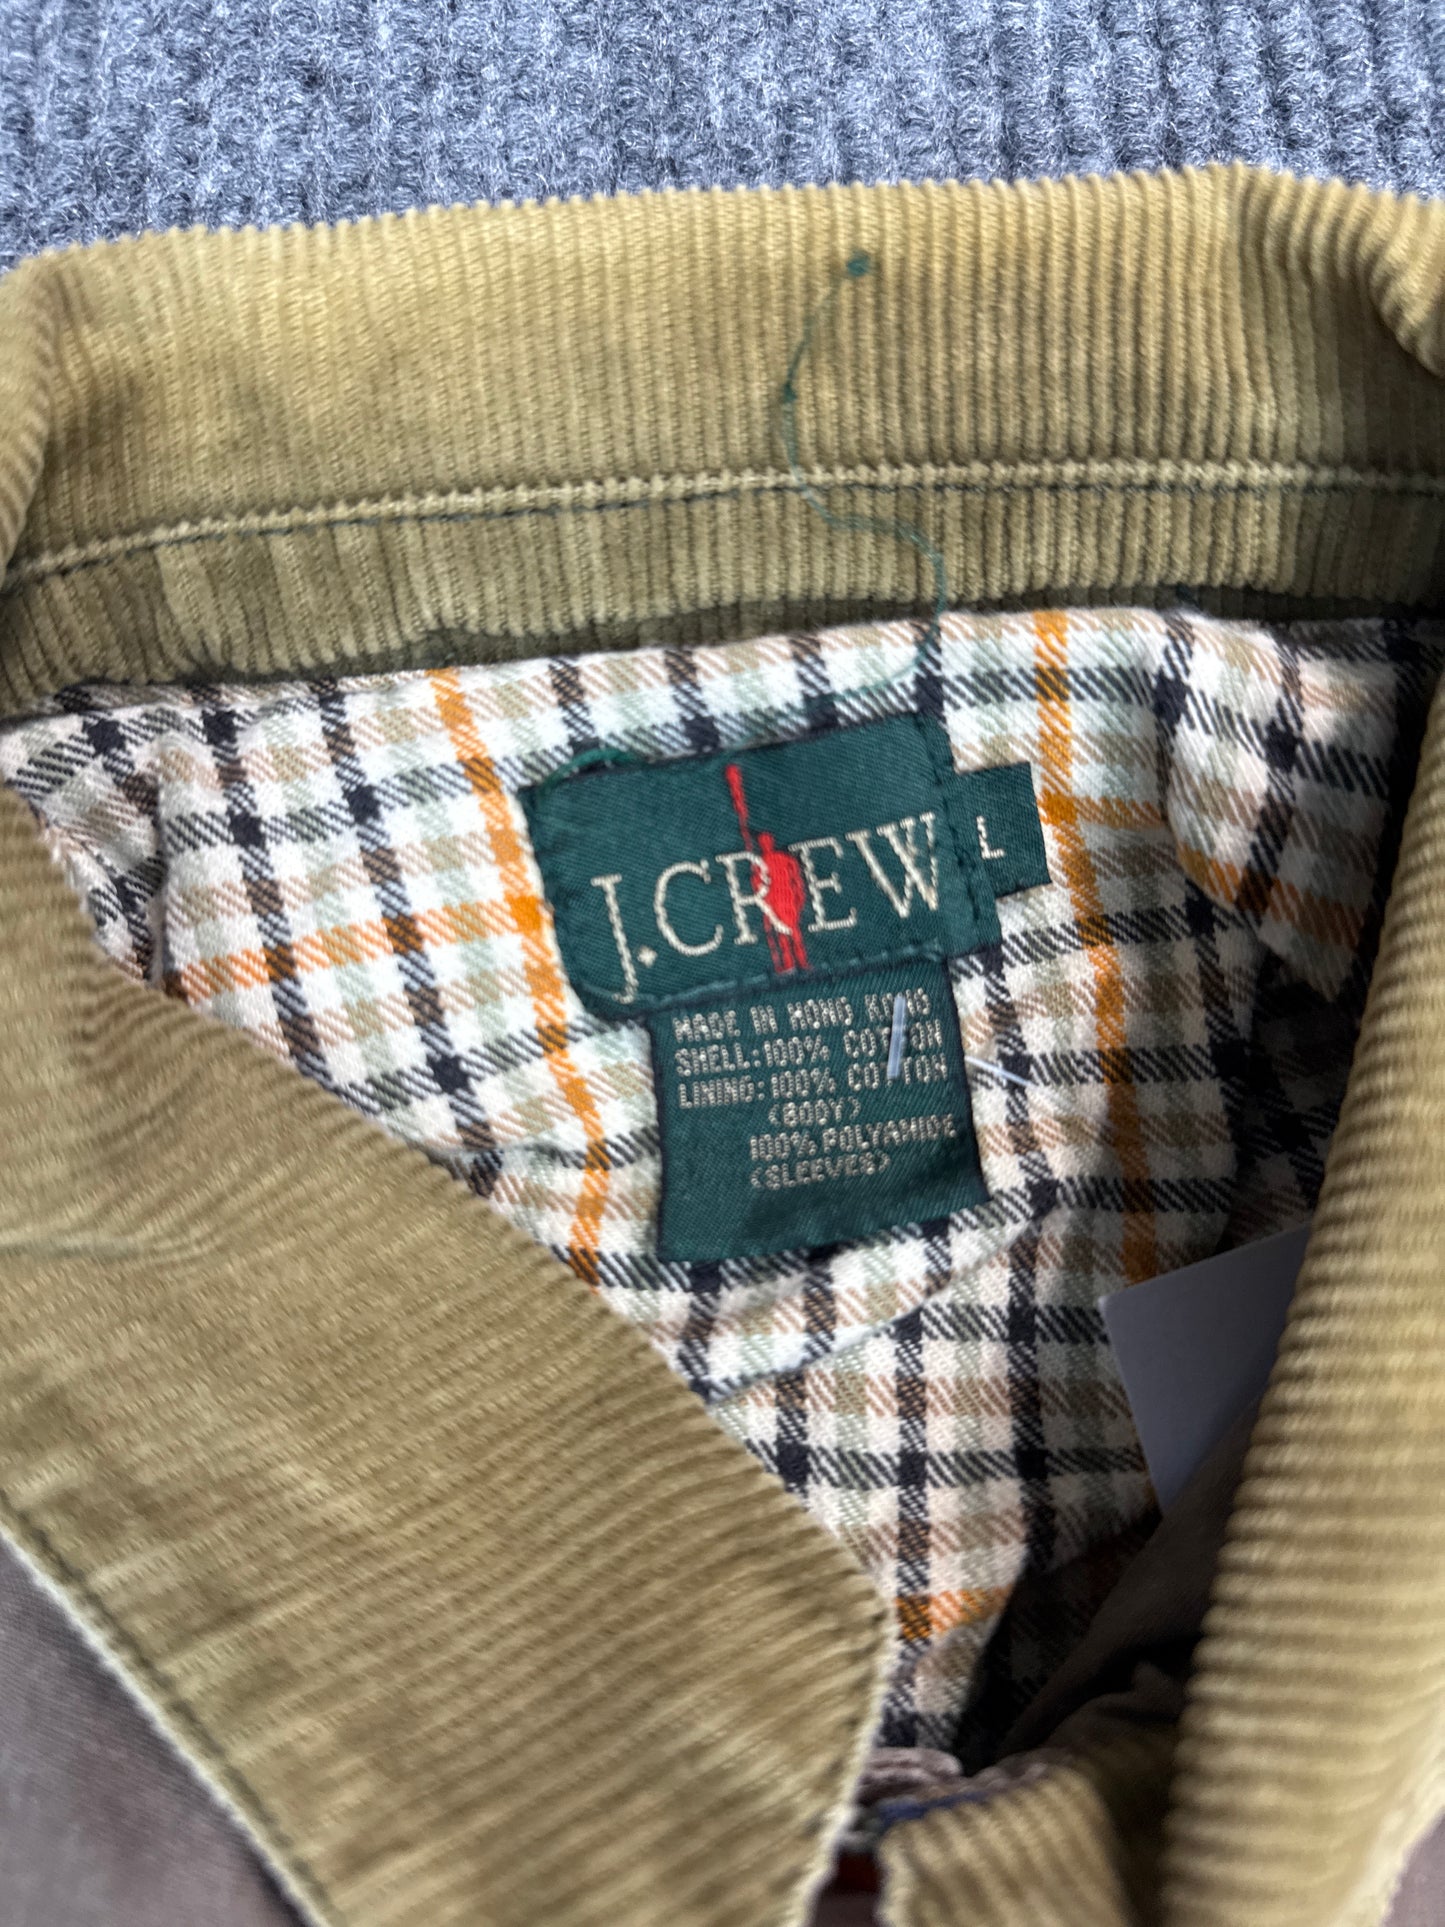 J.CREW
L
MADE IN HONG KONG
SHELL:100% COTTON
LINING:100% COTTON
(BODY)
100% POLYAMIDE
(SLEEVES)